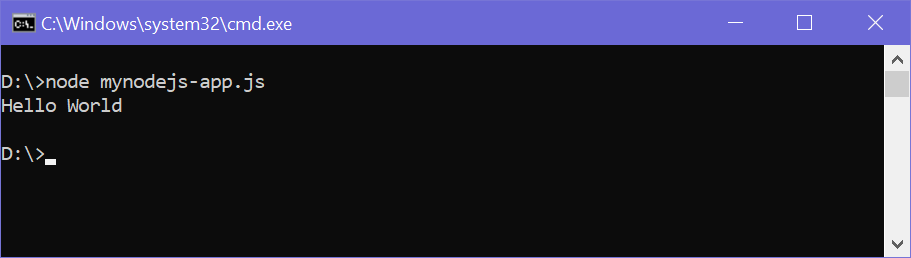 C:\Windows\system32\cmd.exe
D:\>node mynodejs-app.js
Hello World
D:\>